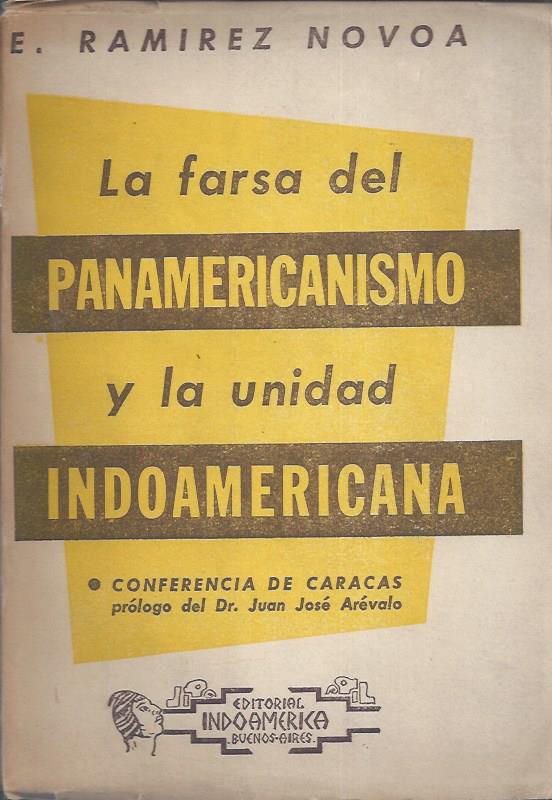 E. RAMIREZ NOVOA
La farsa del
PANAMERICANISMO
y la unidad
INDOAMERICANA
• CONFERENCIA DE CARACAS
prólogo del Dr. Juan José Arévalo
EDITORIAL
INDOAMERICA
.BUENOS-AIRES.